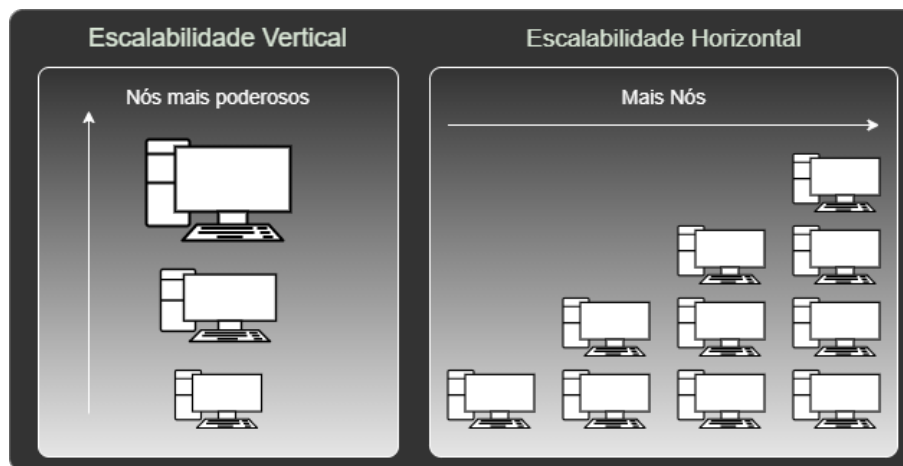 Escalabilidade Vertical
Escalabilidade Horizontal
Nós mais poderosos
Mais Nós